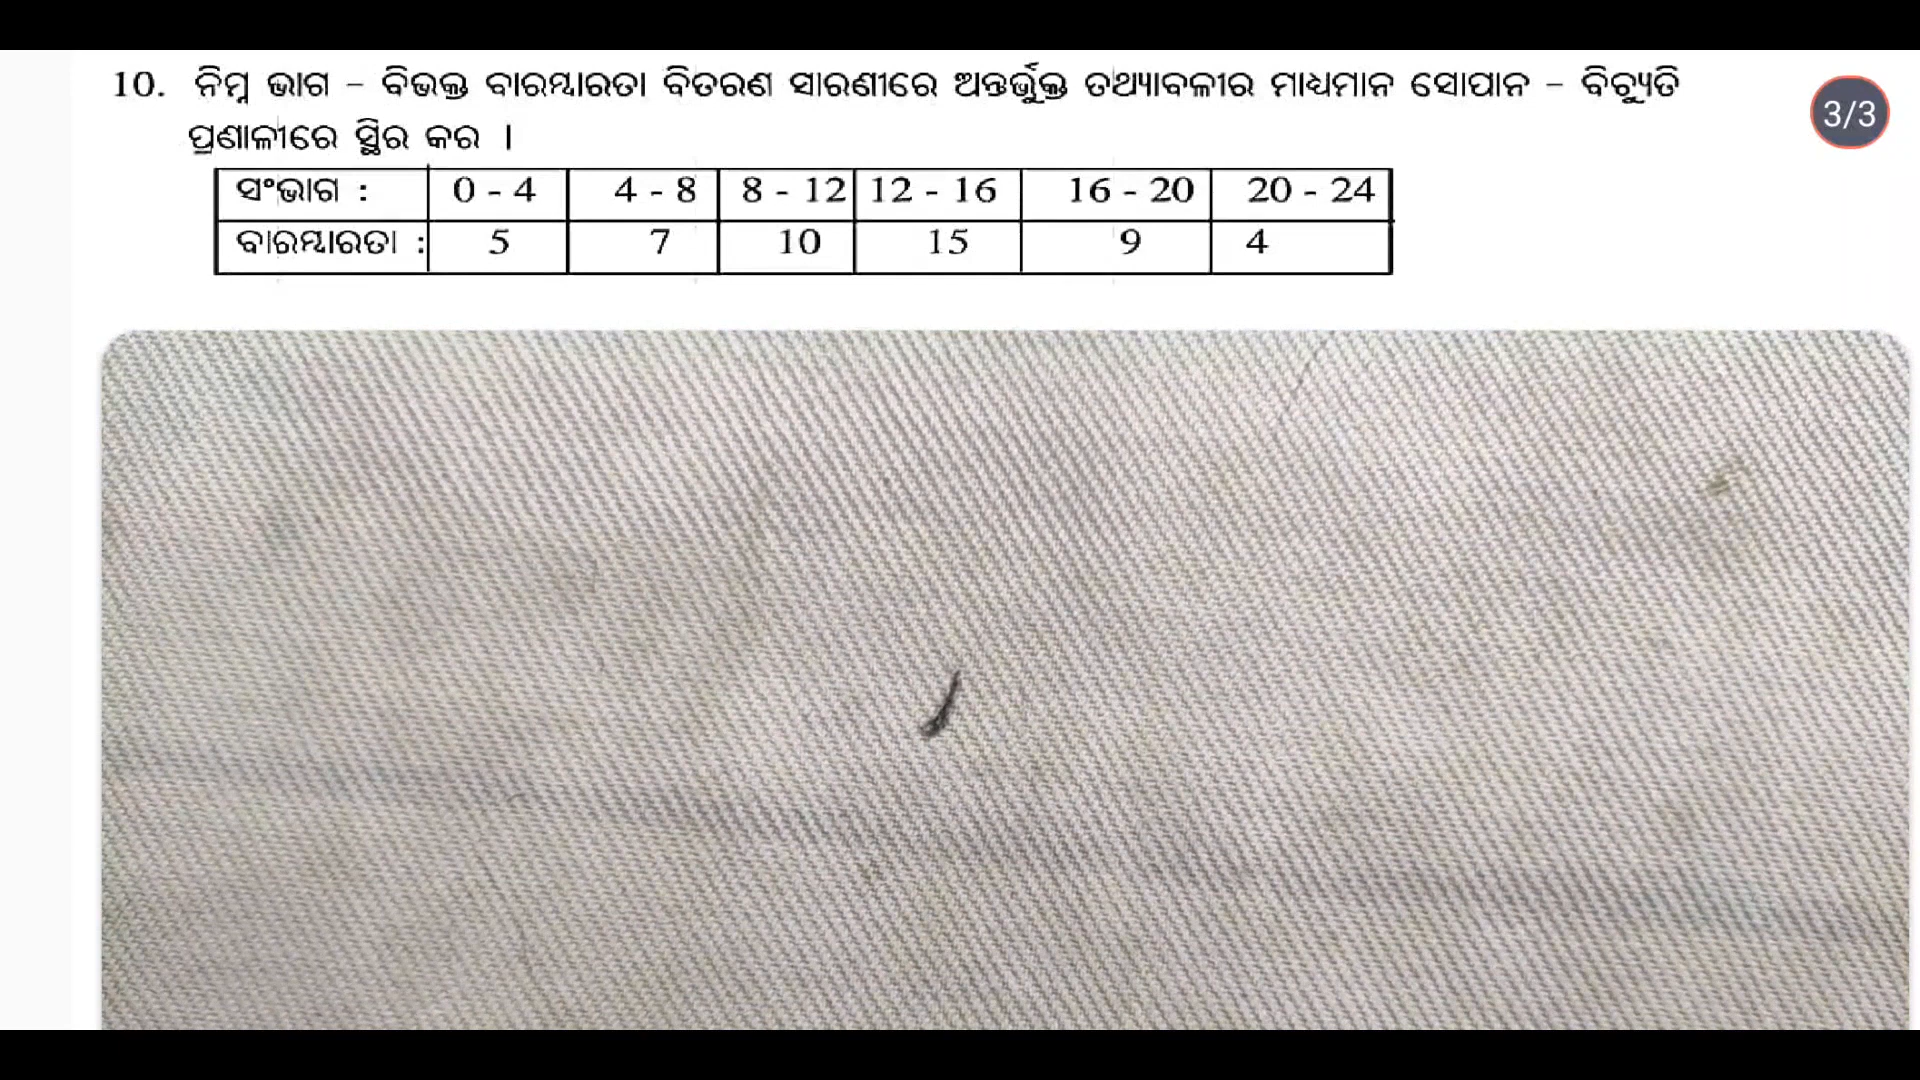 10. ନିମ୍ନ ଭାଗ – ବିଭକ୍ତ ବାରମ୍ୱାରତା ବିତରଣ ସାରଣୀରେ ଅନ୍ତର୍ଭୁକ୍ତ ତଥ୍ୟାବଳୀର ମାଧ୍ୟମାନ ସୋପାନ – ବିଚ୍ୟୁତି
3/3
ପ୍ରଣାଳୀରେ ସ୍ଥିର କର ।
ସଂଭାଗ : 0 - 4 4 - 8 8 - 12 12 - 16 16 - 20 20 - 24
ବାରମ୍ୱାରତା : 5 7 10 15 9 4